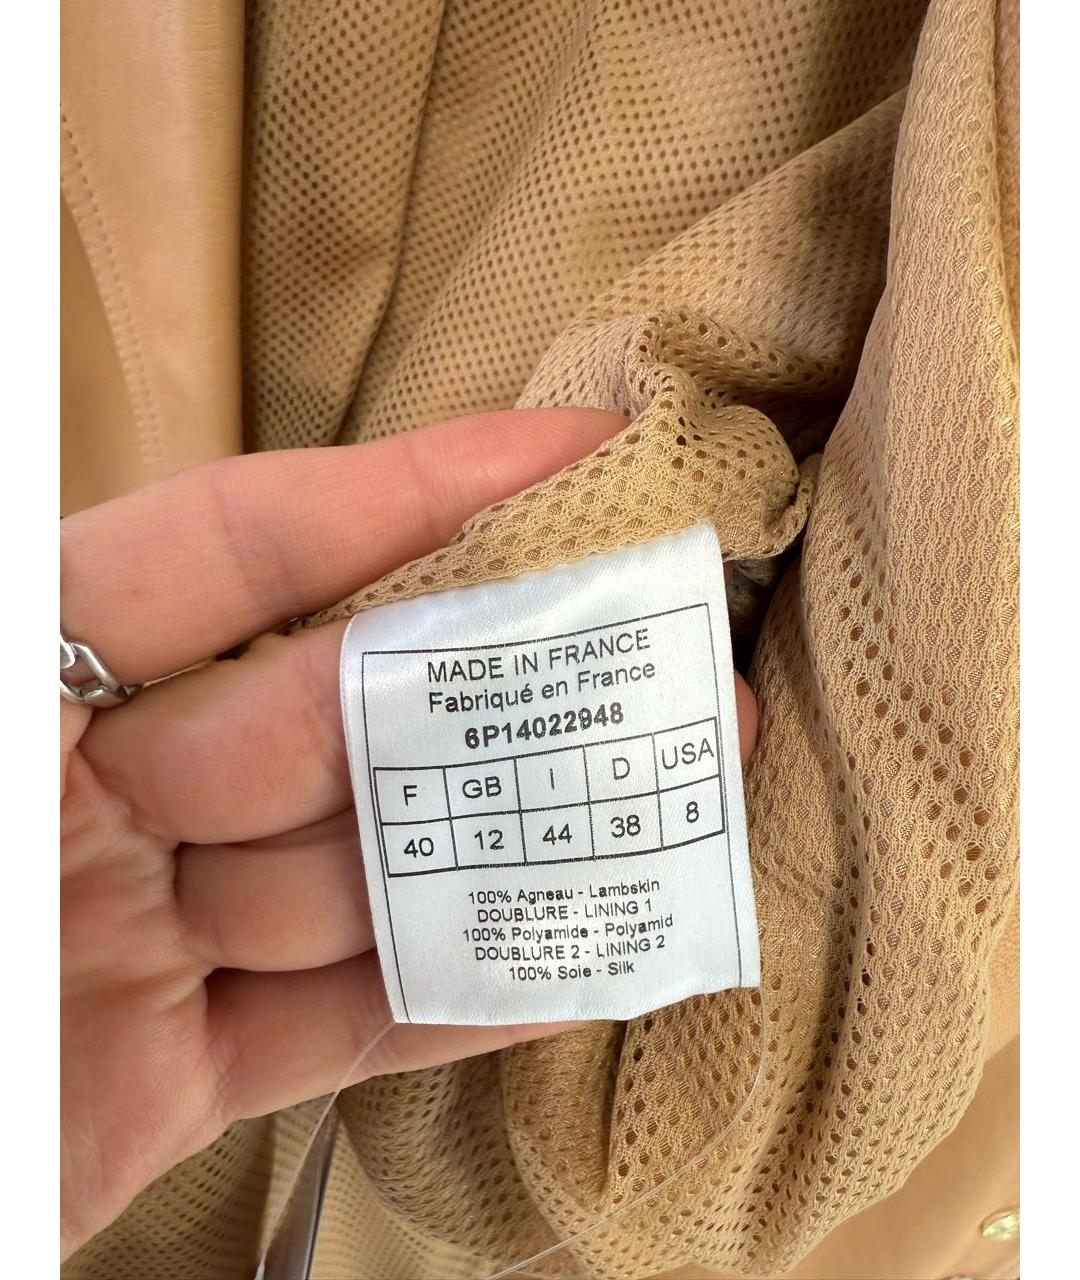 MADE IN FRANCE
Fabriqué en France
6P14022948
F GB I D USA
40 12 44 38 8
100% Agneau - Lambskin
DOUBLURE - LINING 1
100% Polyamide - Polyamid
DOUBLURE 2 - LINING 2
100% Soie - Silk